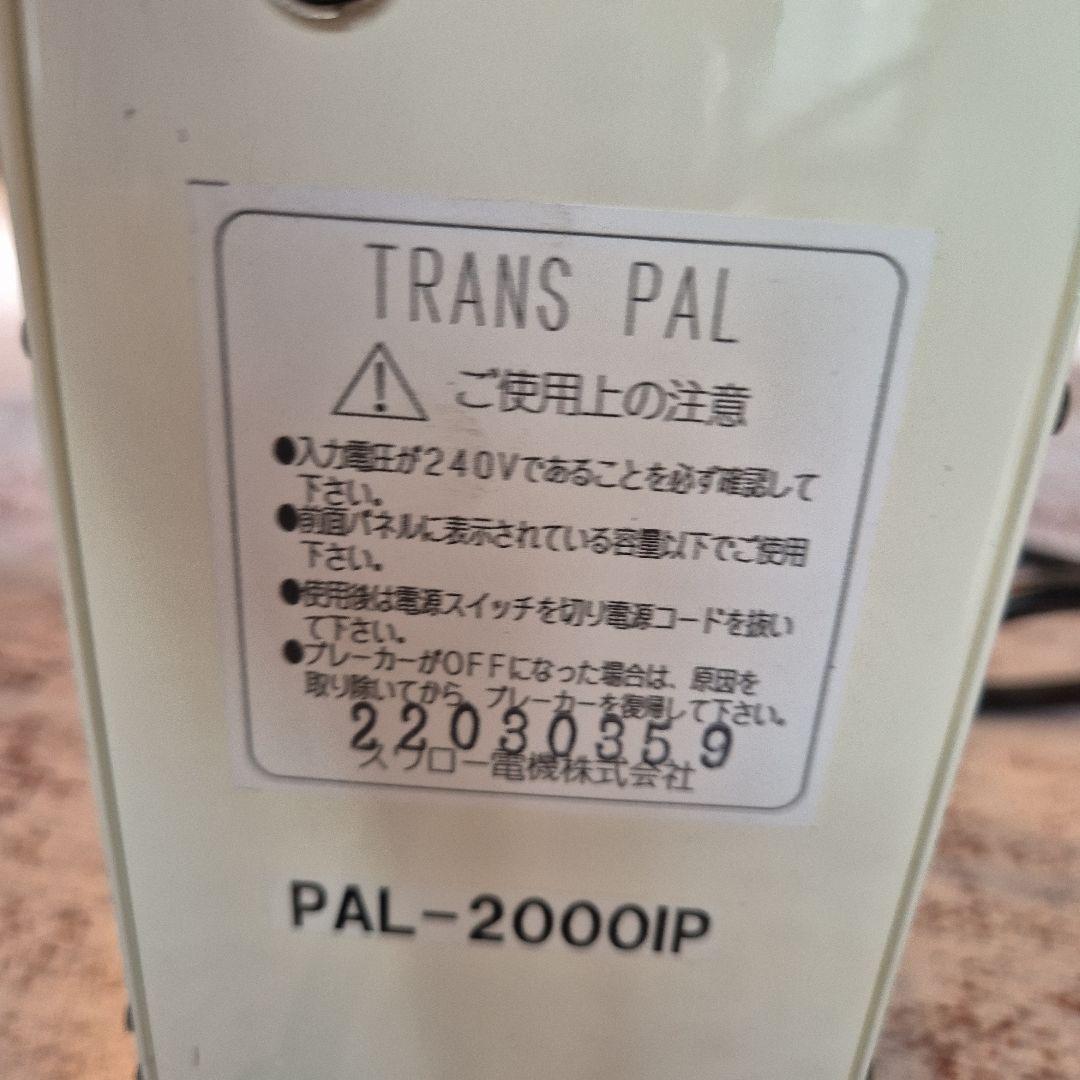 TRANS PAL
ご使用上の注意
●入力電圧が240Vであることを必ず確認して
下さい。
●前面パネルに表示されている容量以下でご使用
下さい。
●使用後は電源スイッチを切り電源コードを抜い
て下さい。
●ブレーカーがOFFになった場合は、原因を
取り除いてから、ブレーカーを復帰して下さい。
22030359
スワロー電機株式会社
PAL-2000IP